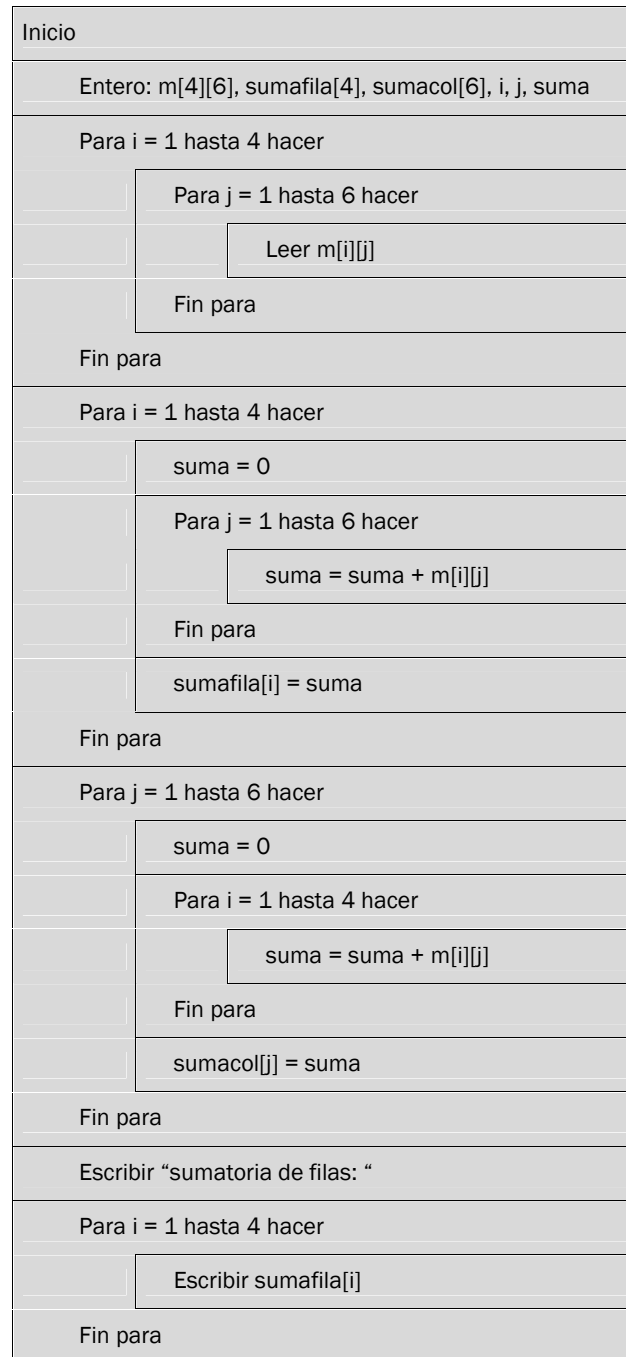 Inicio
Entero: m[4][6], sumafila[4], sumacol[6], i, j, suma
Para i = 1 hasta 4 hacer
Para j = 1 hasta 6 hacer
Leer m[i][j]
Fin para
Fin para
Para i = 1 hasta 4 hacer
suma = 0
Para j = 1 hasta 6 hacer
suma = suma + m[i][j]
Fin para
sumafila[i] = suma
Fin para
Para j = 1 hasta 6 hacer
suma = 0
Para i = 1 hasta 4 hacer
suma = suma + m[i][j]
Fin para
sumacol[j] = suma
Fin para
Escribir “sumatoria de filas: “
Para i = 1 hasta 4 hacer
Escribir sumafila[i]
Fin para